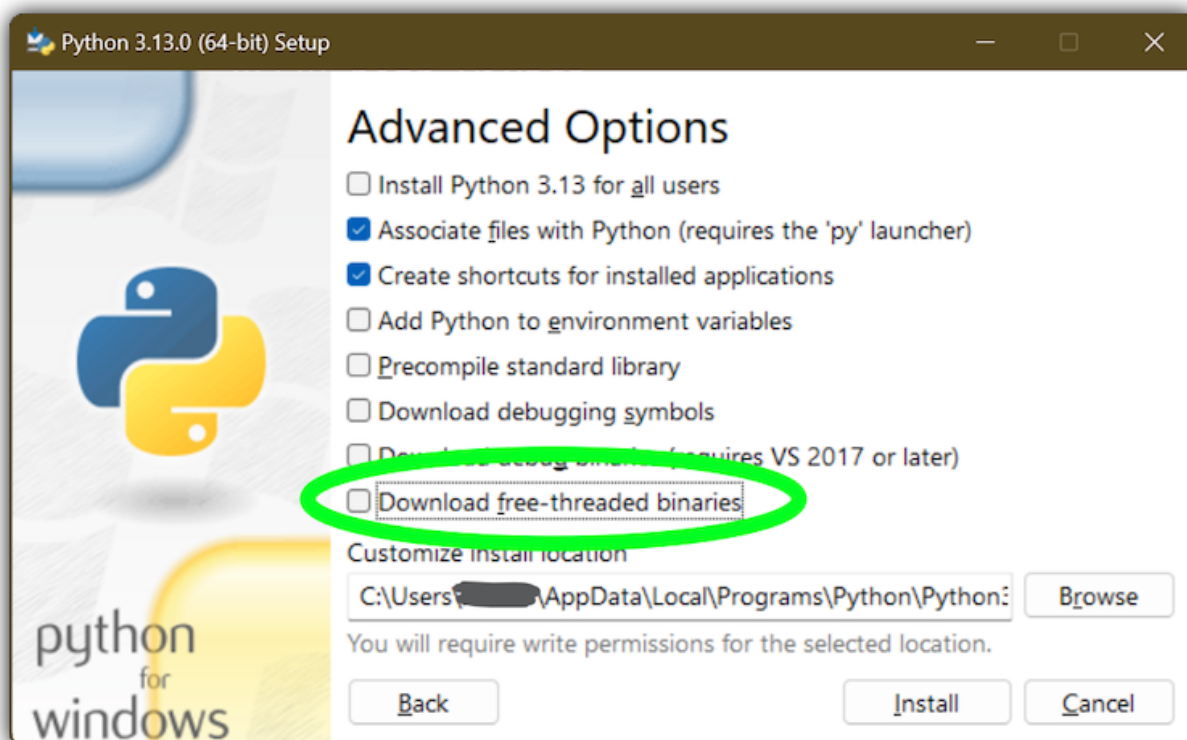 Python 3.13.0 (64-bit) Setup
Advanced Options
Install Python 3.13 for all users
Associate files with Python (requires the 'py' launcher)
Create shortcuts for installed applications
Add Python to environment variables
Precompile standard library
Download debugging symbols
Download debug binaries (requires VS 2017 or later)
Download free-threaded binaries
Customize install location
C:\Users\ \AppData\Local\Programs\Python\Python3
Browse
You will require write permissions for the selected location.
python
for
windows
Back
Install
Cancel